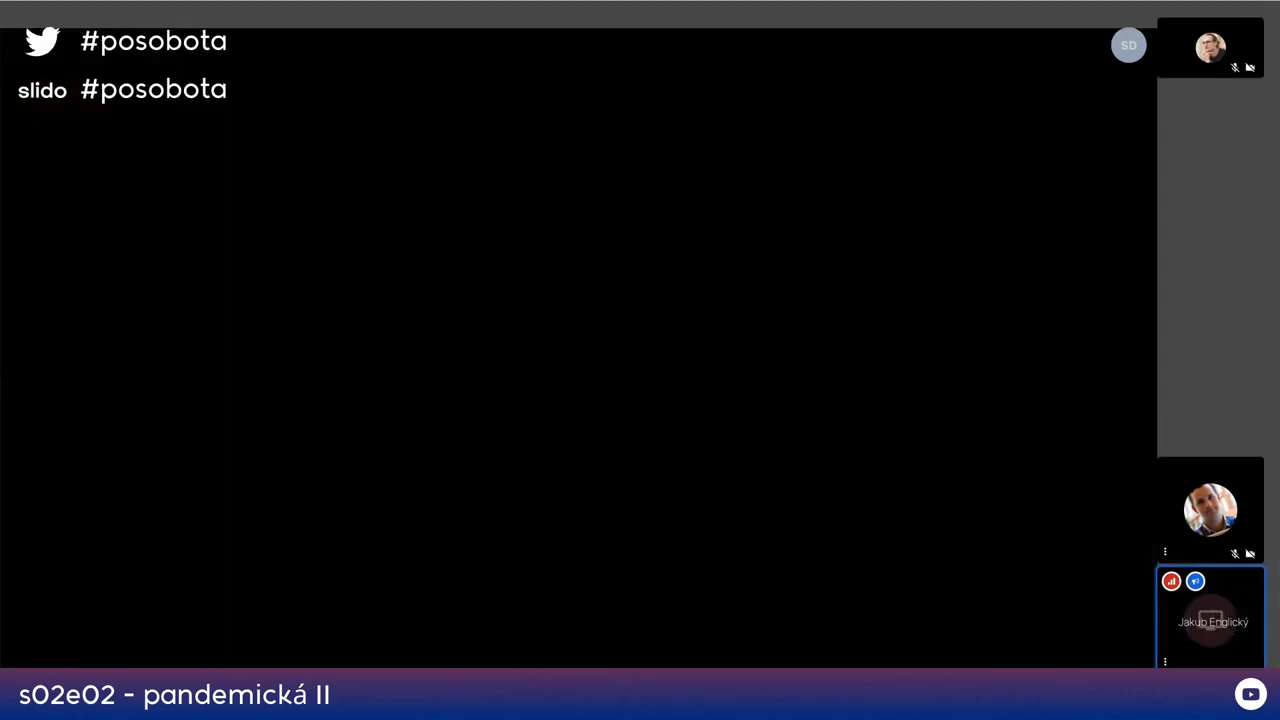 #posobota
SD
slido #posobota
Jakub Englický
s02e02 - pandemická II